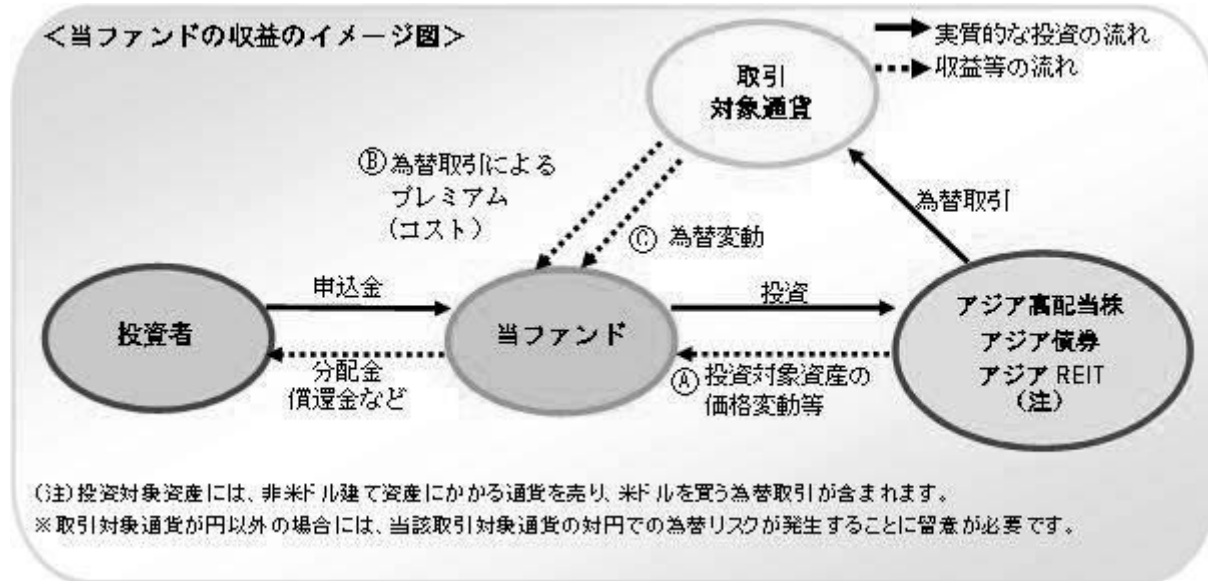 ＜当ファンドの収益のイメージ図＞
実質的な投資の流れ
収益等の流れ
取引
対象通貨
Ⓑ為替取引による
プレミアム
（コスト）
Ⓒ 為替変動
為替取引
投資者
申込金
分配金
償還金など
当ファンド
投資
Ⓐ投資対象資産の
価格変動等
アジア高配当株
アジア債券
アジア REIT
（注）
（注）投資対象資産には、非米ドル建て資産にかかる通貨を売り、米ドルを買う為替取引が含まれます。
※取引対象通貨が円以外の場合には、当該取引対象通貨の対円での為替リスクが発生することに留意が必要です。